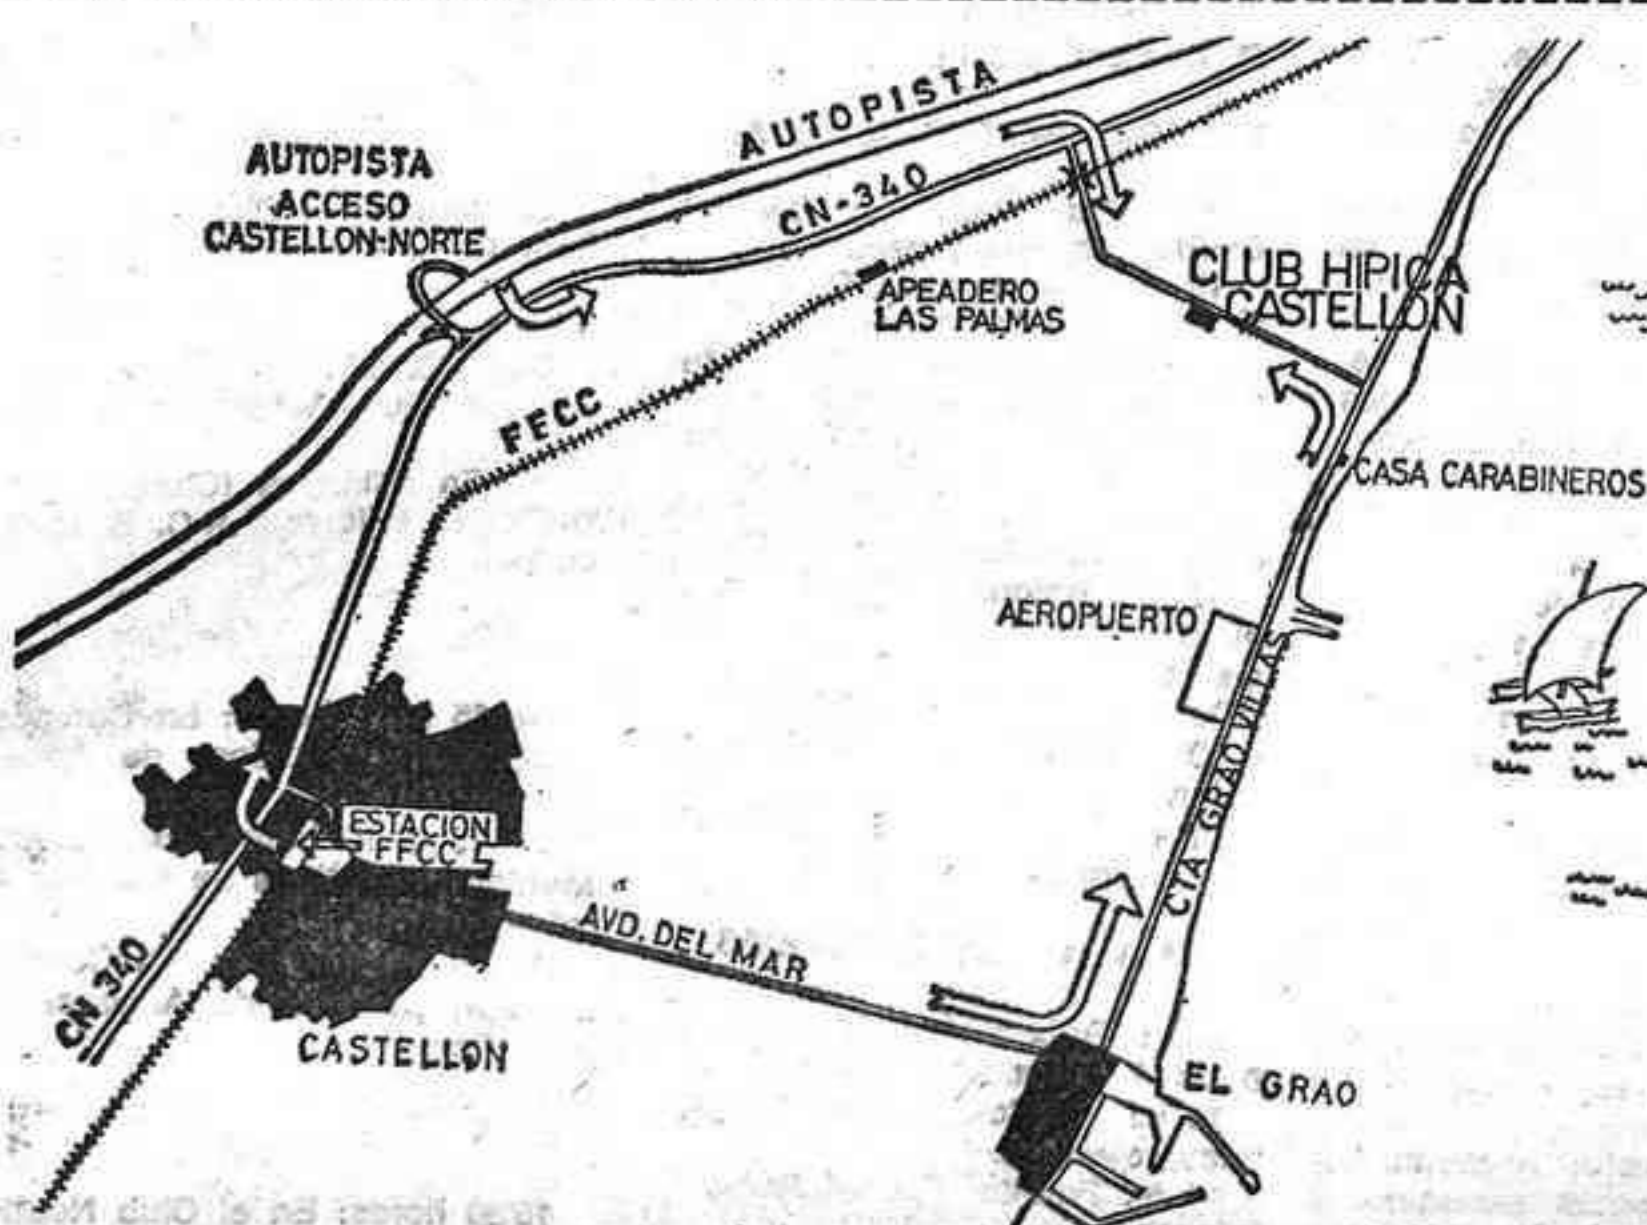 AUTOPISTA
AUTOPISTA
ACCESO
CASTELLON-NORTE
CN-340
CLUB HIPICA
CASTELLON
APEADERO
LAS PALMAS
FFCC
CASA CARABINEROS
AEROPUERTO
CTA GRAO VILLAS
ESTACION
FFCC
AVD. DEL MAR
CN 340
CASTELLON
EL GRAO